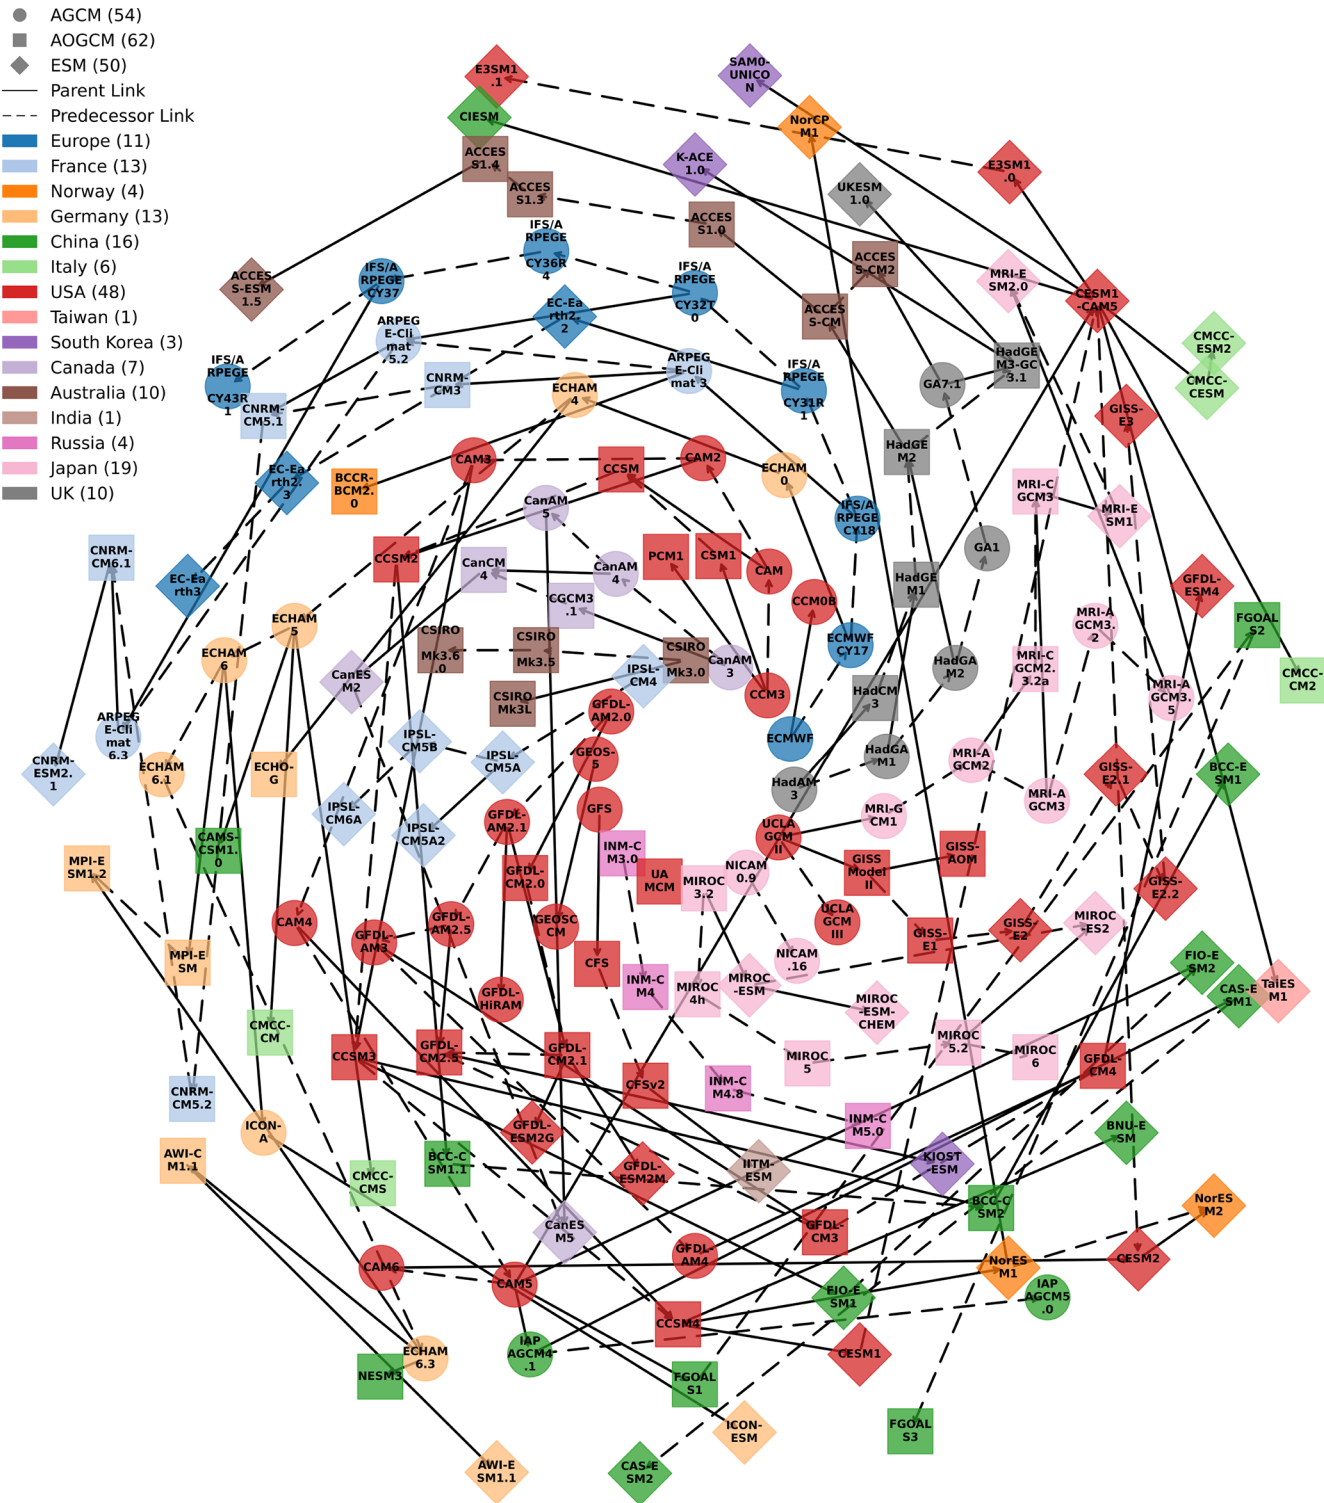 AGCM (54)
AOGCM (62)
ESM (50)
Parent Link
Predecessor Link
Europe (11)
France (13)
Norway (4)
Germany (13)
China (16)
Italy (6)
USA (48)
Taiwan (1)
South Korea (3)
Canada (7)
Australia (10)
India (1)
Russia (4)
Japan (19)
UK (10)
E3SM1
.1
SAM0-
UNICO
N
CIESM
NorCP
M1
ACCES
S1.4
K-ACE
1.0
E3SM1
.0
ACCES
S1.3
UKESM
1.0
ACCES
S1.0
IFS/A
RPEGE
CY36R
4
ACCES
S-ESM
1.5
IFS/A
RPEGE
CY37
IFS/A
RPEGE
CY32T
0
ACCES
S-CM2
MRI-E
SM2.0
CESM1
-CAM5
EC-Ea
rth2.
2
ACCES
S-CM
ARPEG
E-Cli
mat
5.2
CMCC-
ESM2
IFS/A
RPEGE
CY43R
1
CNRM-
CM3
ARPEG
E-Cli
mat 3
IFS/A
RPEGE
CY31R
1
GA7.1
HadGE
M3-GC
3.1
CMCC-
CESM
CNRM-
CM5.1
ECHAM
4
GISS-
E3
EC-Ea
rth2.
3
BCCR-
BCM2.
0
CAM3
CCSM
CAM2
ECHAM
0
HadGE
M2
MRI-C
GCM3
CanAM
5
IFS/A
RPEGE
CY18
MRI-E
SM1
CNRM-
CM6.1
EC-Ea
rth3
CCSM2
CanCM
4
CanAM
4
PCM1
CSM1
CAM
GA1
CGCM3
.1
CCM0B
HadGE
M1
GFDL-
ESM4
ECHAM
5
ECHAM
6
CSIRO
Mk3.6
.0
CSIRO
Mk3.5
CSIRO
Mk3.0
ECMWF
CY17
MRI-A
GCM3.
2
FGOAL
S2
CanES
M2
IPSL-
CM4
CanAM
3
HadGA
M2
MRI-C
GCM2.
3.2a
CMCC-
CM2
CSIRO
Mk3L
GFDL-
AM2.0
CCM3
HadCM
3
MRI-A
GCM3.
5
ARPEG
E-Cli
mat
6.3
IPSL-
CM5B
ECMWF
CNRM-
ESM2.
1
ECHAM
6.1
ECHO-
G
IPSL-
CM5A
GEOS-
5
HadGA
M1
MRI-A
GCM2
HadAM
3
GISS-
E2.1
BCC-E
SM1
IPSL-
CM6A
IPSL-
CM5A2
GFDL-
AM2.1
GFS
MRI-G
CM1
MRI-A
GCM3
CAMS-
CSM1.
0
UCLA
GCM
II
MPI-E
SM1.2
GFDL-
CM2.0
INM-C
M3.0
UA
MCM
MIROC
3.2
NICAM
0.9
GISS
Model
II
GISS-
AOM
GISS-
E2.2
CAM4
GFDL-
AM3
GFDL-
AM2.5
GEOSC
CM
UCLA
GCM
III
GISS-
E1
GISS-
E2
MIROC
-ES2
MPI-E
SM
CFS
NICAM
.16
FIO-E
SM2
GFDL-
HiRAM
INM-C
M4
MIROC
4h
MIROC
-ESM
MIROC
-ESM-
CHEM
CAS-E
SM1
TaiES
M1
CMCC-
CM
CCSM3
GFDL-
CM2.5
GFDL-
CM2.1
MIROC
5
MIROC
5.2
MIROC
6
GFDL-
CM4
CNRM-
CM5.2
CFSv2
INM-C
M4.8
ICON-
A
GFDL-
ESM2G
INM-C
M5.0
BNU-E
SM
AWI-C
M1.1
CMCC-
CMS
BCC-C
SM1.1
GFDL-
ESM2M
IITM-
ESM
KIOST
-ESM
BCC-C
SM2
NorES
M2
CanES
M5
GFDL-
CM3
CAM6
CAM5
GFDL-
AM4
NorES
M1
CESM2
FIO-E
SM1
IAP
AGCM5
.0
CCSM4
NESM3
ECHAM
6.3
IAP
AGCM4
.1
CESM1
FGOAL
S1
ICON-
ESM
FGOAL
S3
AWI-E
SM1.1
CAS-E
SM2